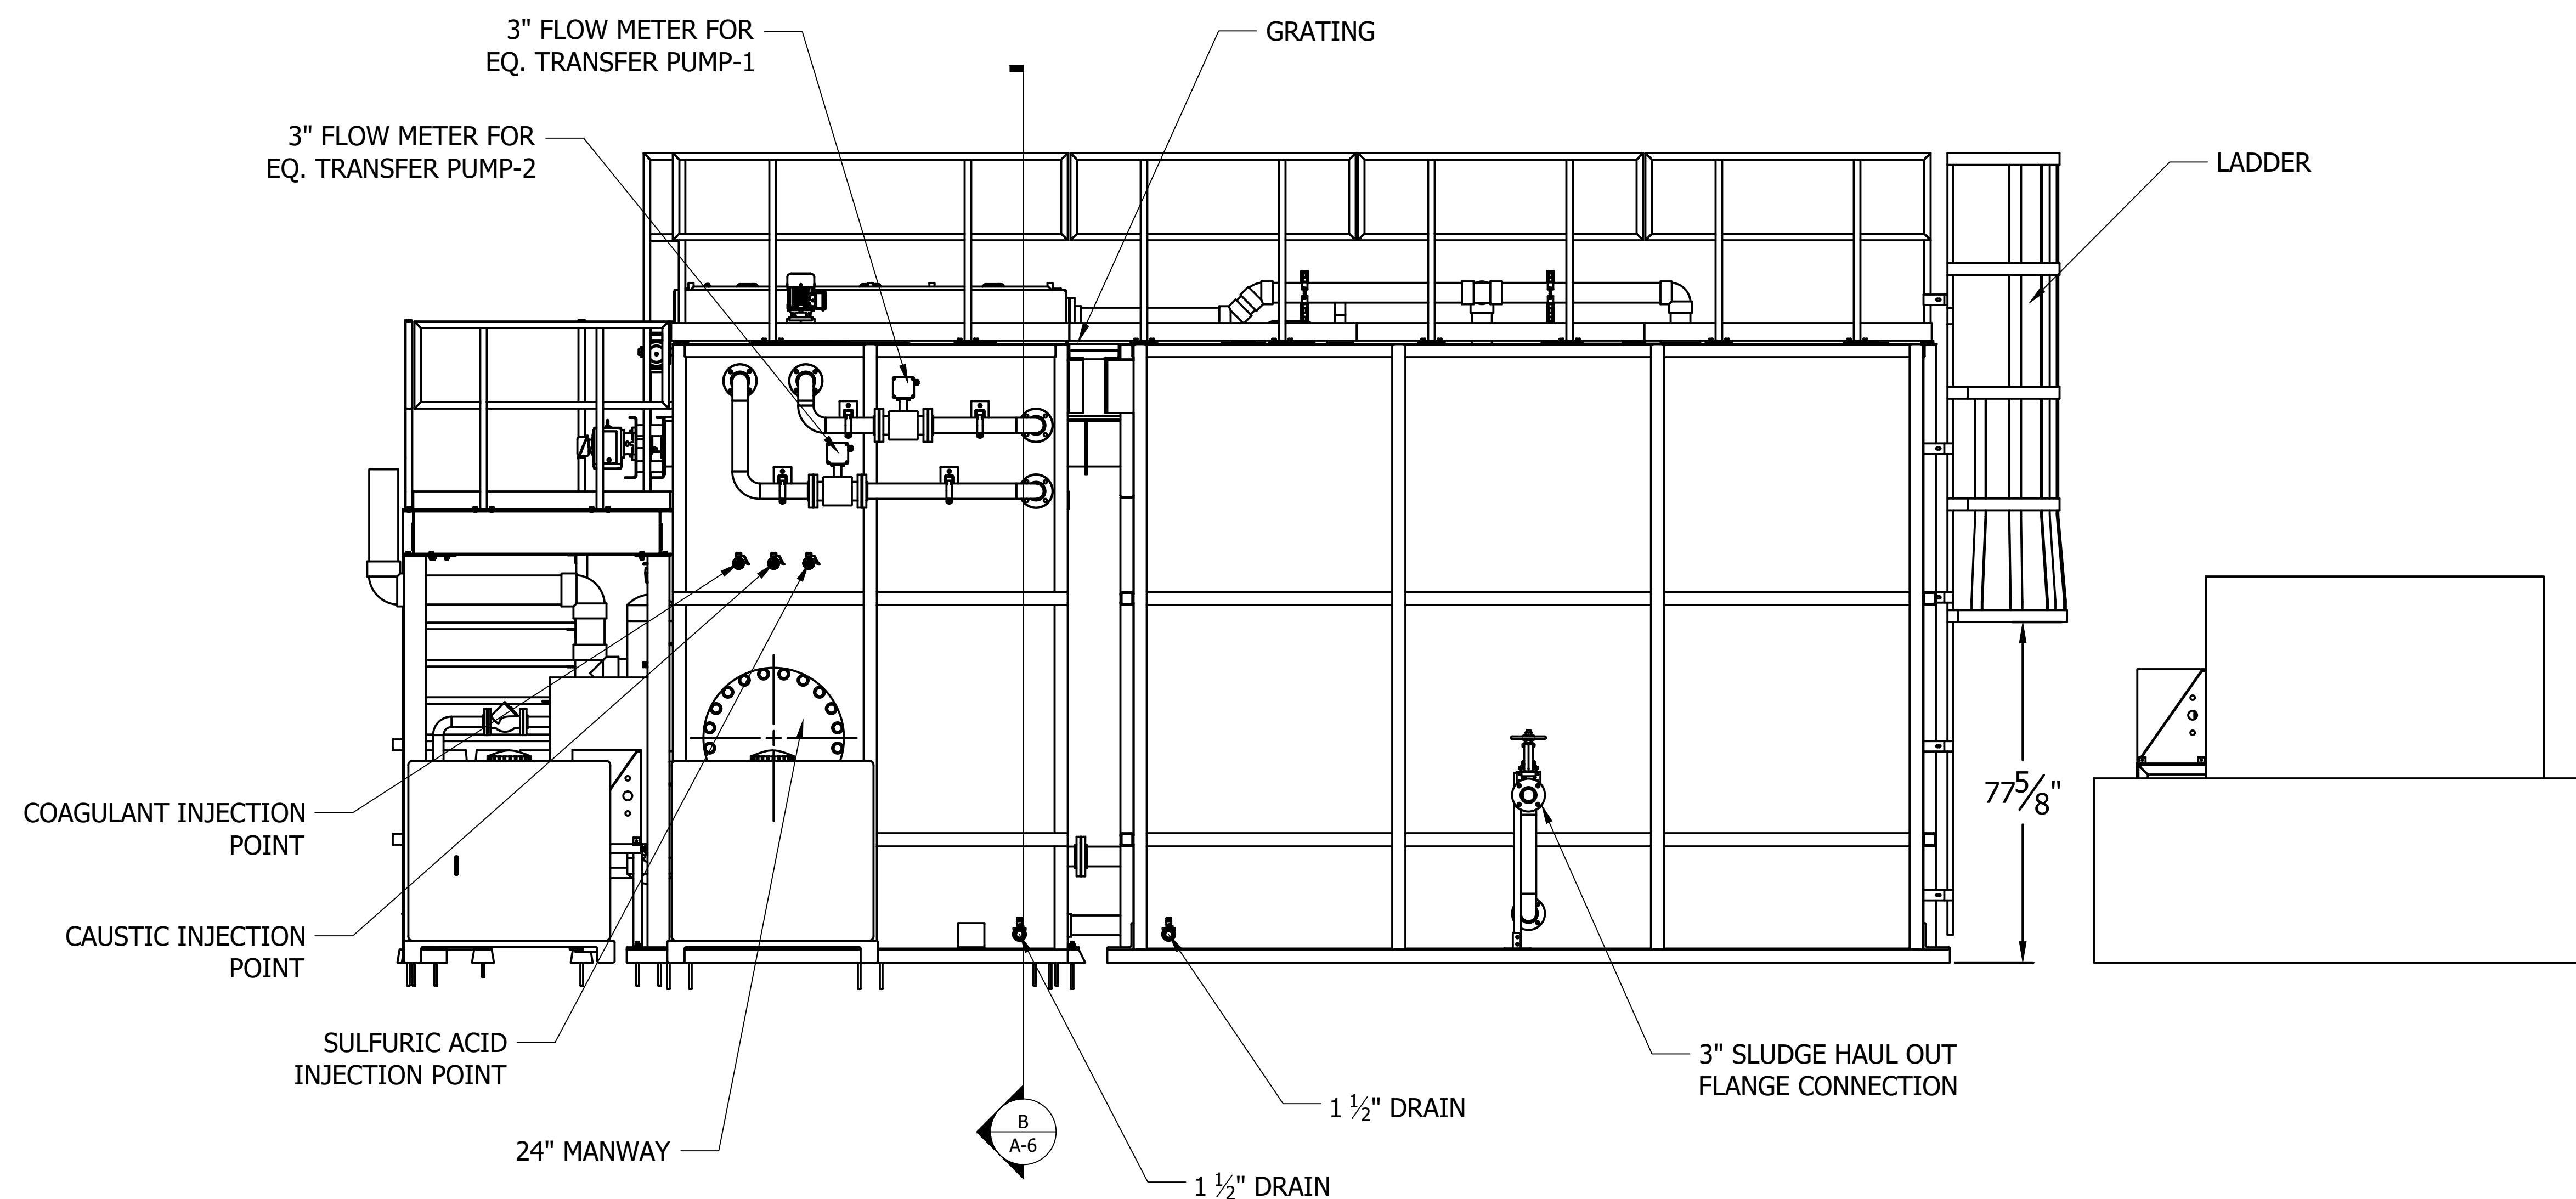 3" FLOW METER FOR
EQ. TRANSFER PUMP-1
GRATING
3" FLOW METER FOR
EQ. TRANSFER PUMP-2
LADDER
77 5/8"
COAGULANT INJECTION
POINT
CAUSTIC INJECTION
POINT
SULFURIC ACID
INJECTION POINT
3" SLUDGE HAUL OUT
FLANGE CONNECTION
1 1/2" DRAIN
B
A-6
24" MANWAY
1 1/2" DRAIN